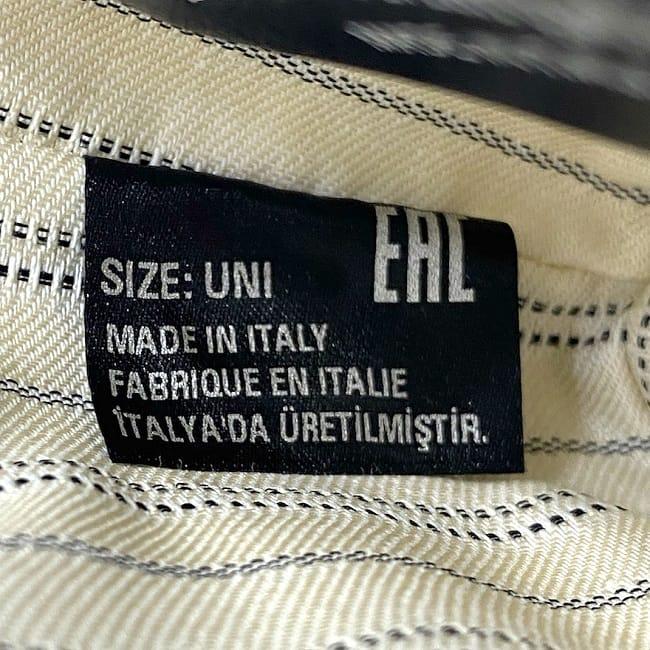 EAC
SIZE: UNI
MADE IN ITALY
FABRIQUE EN ITALIE
İTALYA'DA ÜRETİLMİŞTİR.